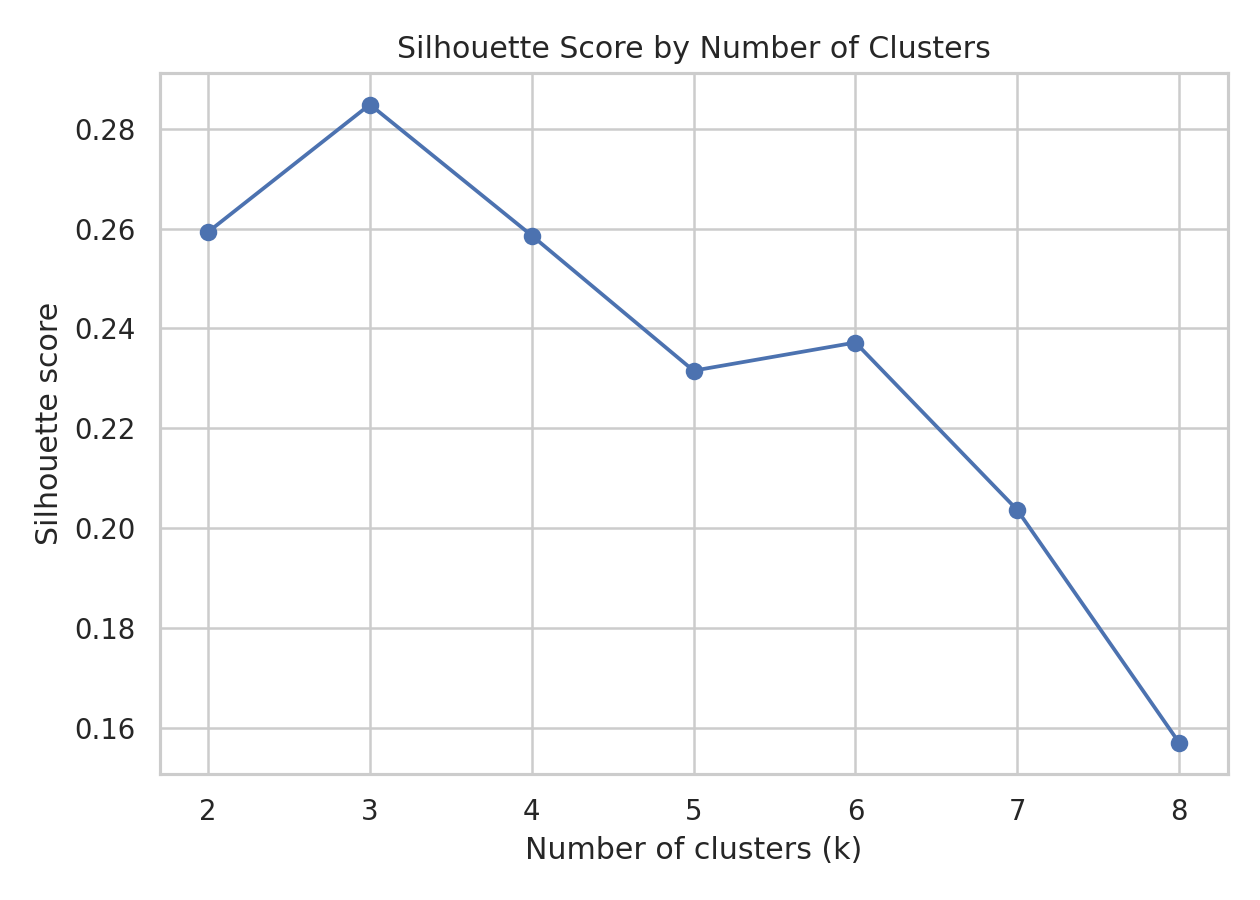 Silhouette Score by Number of Clusters
Silhouette score
0.28
0.26
0.24
0.22
0.20
0.18
0.16
2 3 4 5 6 7 8
Number of clusters (k)